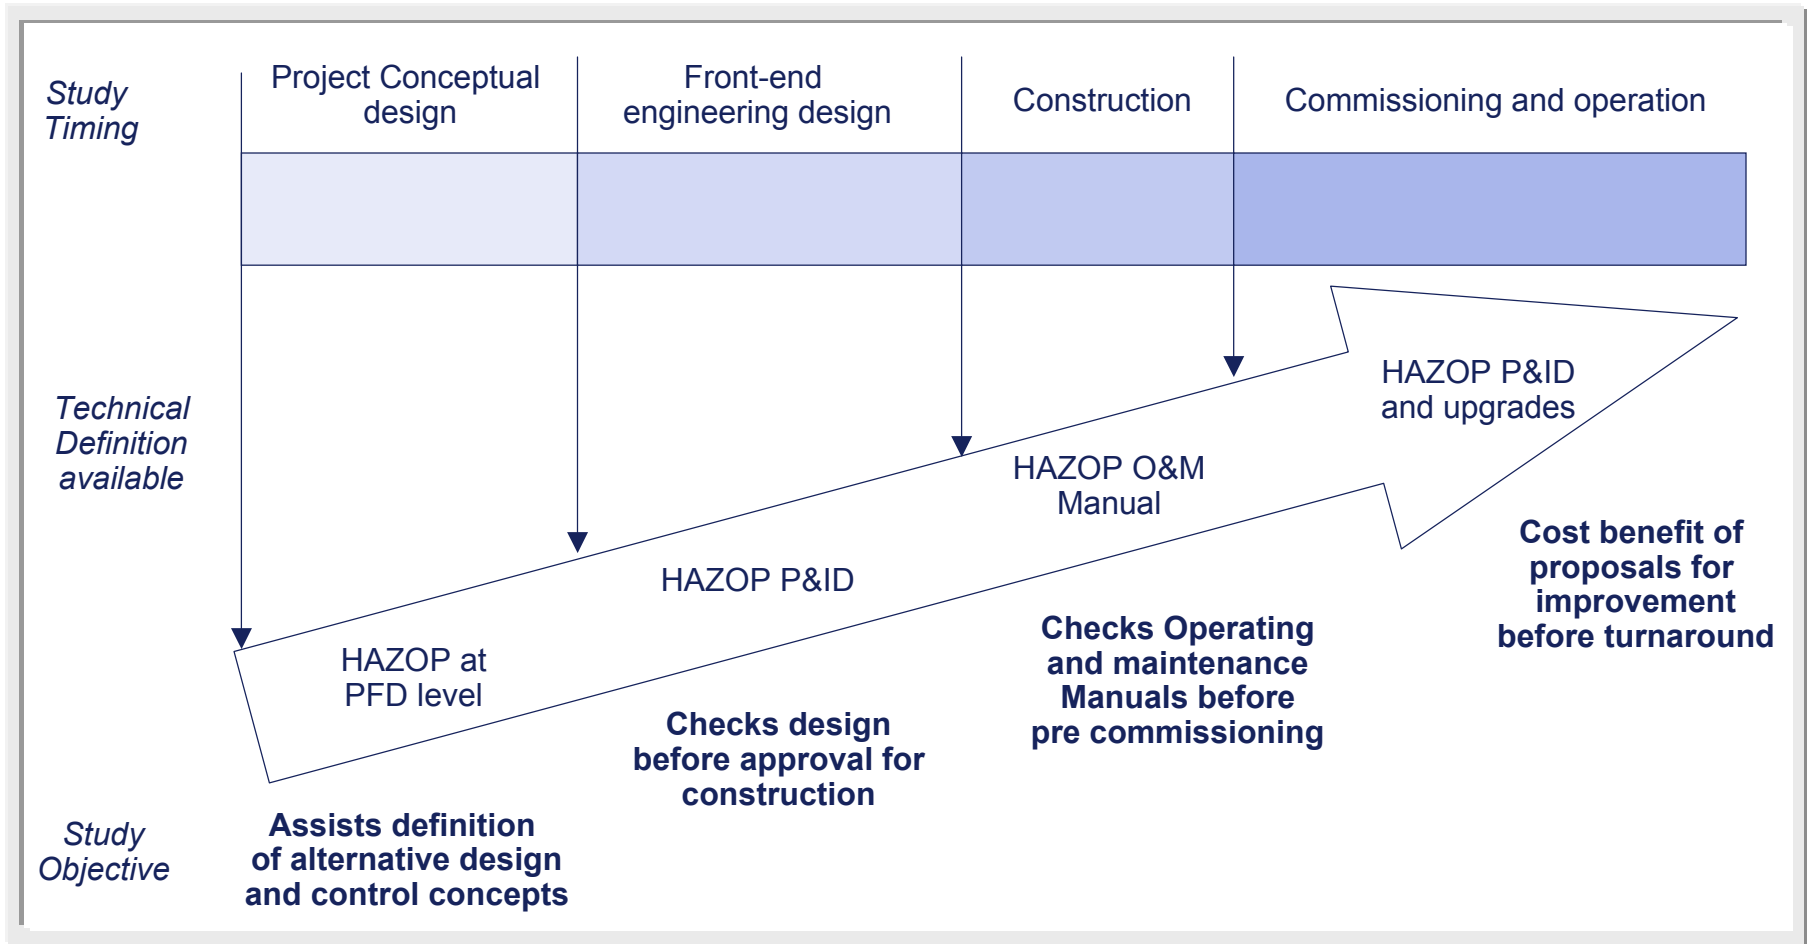 Study
Timing
Project Conceptual
design
Front-end
engineering design
Construction
Commissioning and operation
Technical
Definition
available
HAZOP at
PFD level
HAZOP P&ID
HAZOP O&M
Manual
HAZOP P&ID
and upgrades
Study
Objective
Assists definition
of alternative design
and control concepts
Checks design
before approval for
construction
Checks Operating
and maintenance
Manuals before
pre commissioning
Cost benefit of
proposals for
improvement
before turnaround